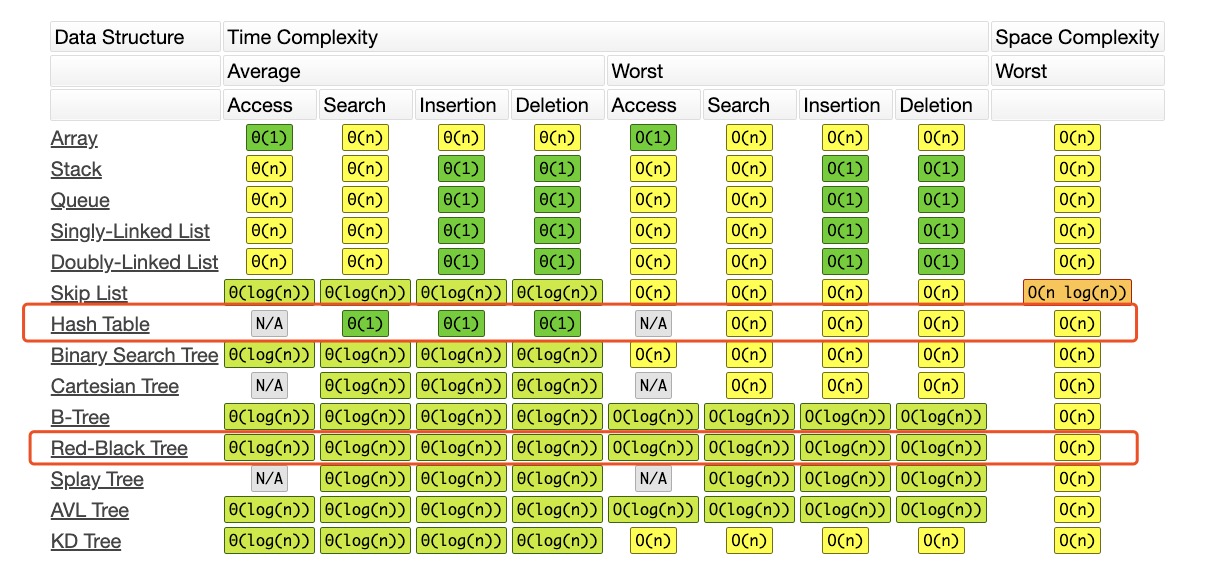 Data Structure Time Complexity Space Complexity
Average Worst Worst
Access Search Insertion Deletion Access Search Insertion Deletion
Array Θ(1) Θ(n) Θ(n) Θ(n) O(1) O(n) O(n) O(n) O(n)
Stack Θ(n) Θ(n) Θ(1) Θ(1) O(n) O(n) O(1) O(1) O(n)
Queue Θ(n) Θ(n) Θ(1) Θ(1) O(n) O(n) O(1) O(1) O(n)
Singly-Linked List Θ(n) Θ(n) Θ(1) Θ(1) O(n) O(n) O(1) O(1) O(n)
Doubly-Linked List Θ(n) Θ(n) Θ(1) Θ(1) O(n) O(n) O(1) O(1) O(n)
Skip List Θ(log(n)) Θ(log(n)) Θ(log(n)) Θ(log(n)) O(n) O(n) O(n) O(n) O(n log(n))
Hash Table N/A Θ(1) Θ(1) Θ(1) N/A O(n) O(n) O(n) O(n)
Binary Search Tree Θ(log(n)) Θ(log(n)) Θ(log(n)) Θ(log(n)) O(n) O(n) O(n) O(n) O(n)
Cartesian Tree N/A Θ(log(n)) Θ(log(n)) Θ(log(n)) N/A O(n) O(n) O(n) O(n)
B-Tree Θ(log(n)) Θ(log(n)) Θ(log(n)) Θ(log(n)) O(log(n)) O(log(n)) O(log(n)) O(log(n)) O(n)
Red-Black Tree Θ(log(n)) Θ(log(n)) Θ(log(n)) Θ(log(n)) O(log(n)) O(log(n)) O(log(n)) O(log(n)) O(n)
Splay Tree N/A Θ(log(n)) Θ(log(n)) Θ(log(n)) N/A O(log(n)) O(log(n)) O(log(n)) O(n)
AVL Tree Θ(log(n)) Θ(log(n)) Θ(log(n)) Θ(log(n)) O(log(n)) O(log(n)) O(log(n)) O(log(n)) O(n)
KD Tree Θ(log(n)) Θ(log(n)) Θ(log(n)) Θ(log(n)) O(n) O(n) O(n) O(n) O(n)